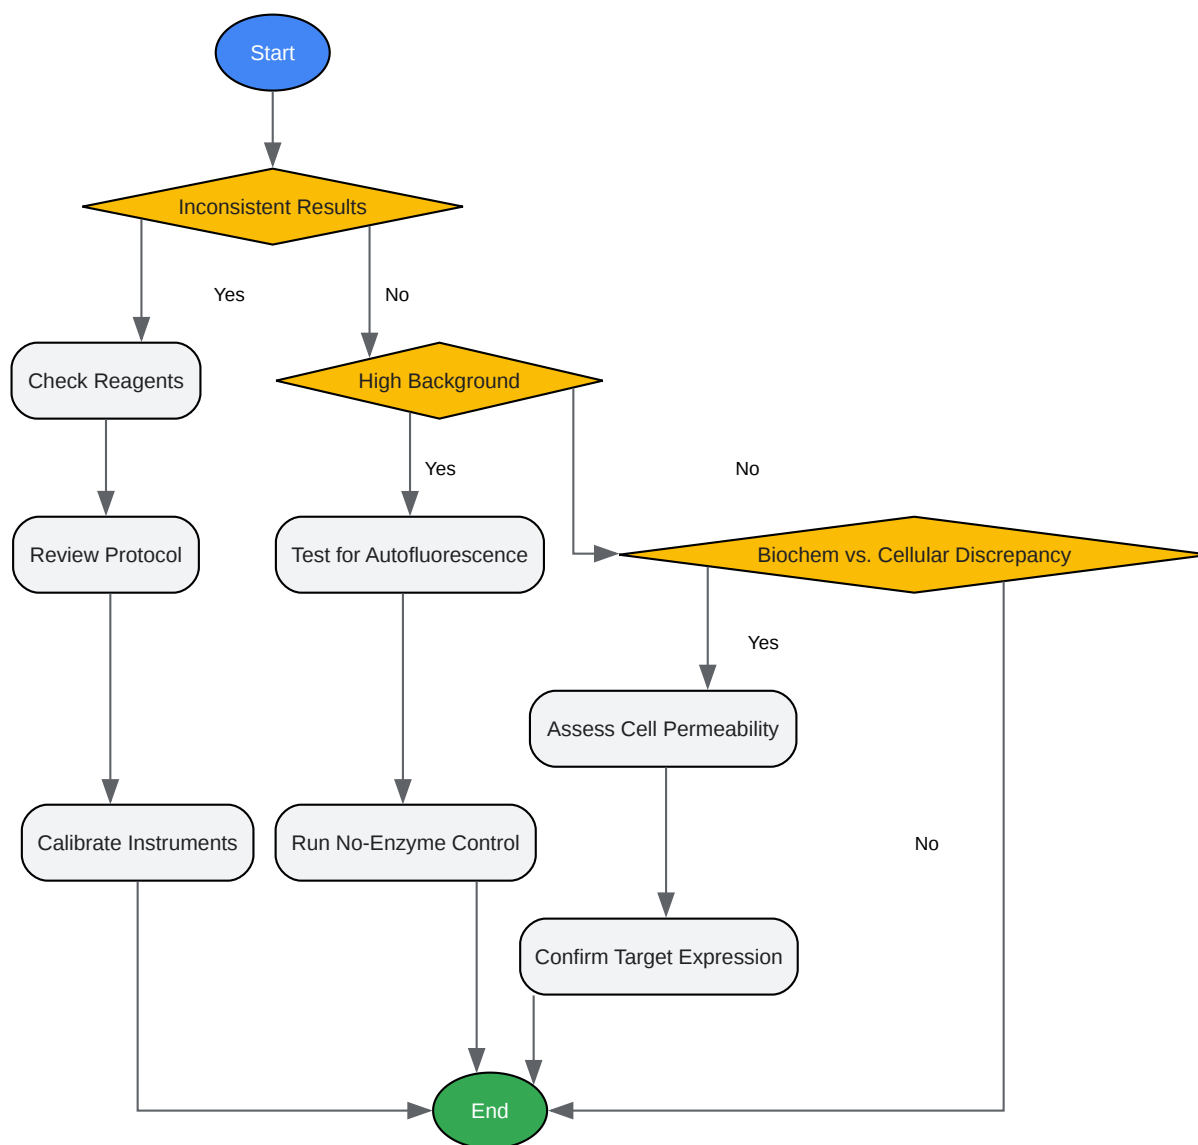 Start
Inconsistent Results
Yes
No
Check Reagents
High Background
Yes
No
Review Protocol
Test for Autofluorescence
Biochem vs. Cellular Discrepancy
Yes
Assess Cell Permeability
Calibrate Instruments
Run No-Enzyme Control
No
Confirm Target Expression
End